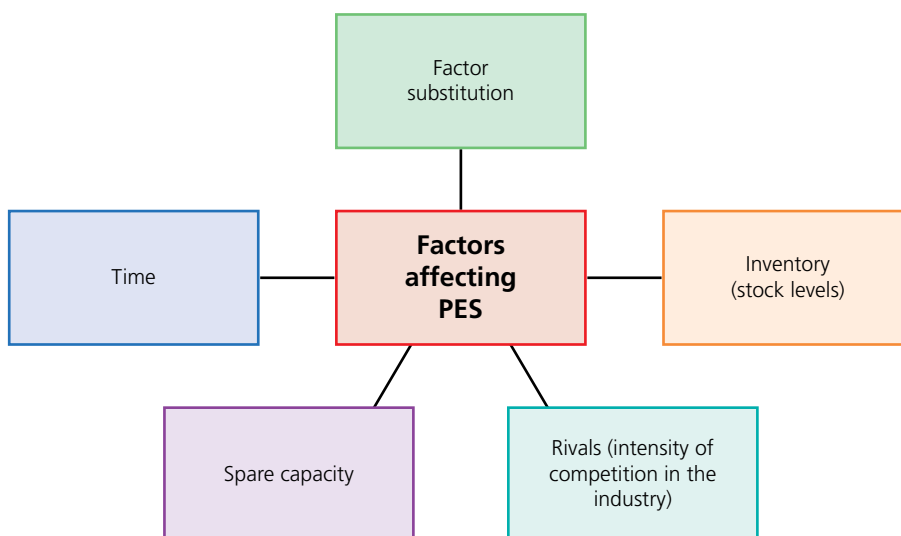 Factor
substitution
Time
Factors
affecting
PES
Inventory
(stock levels)
Spare capacity
Rivals (intensity of
competition in the
industry)